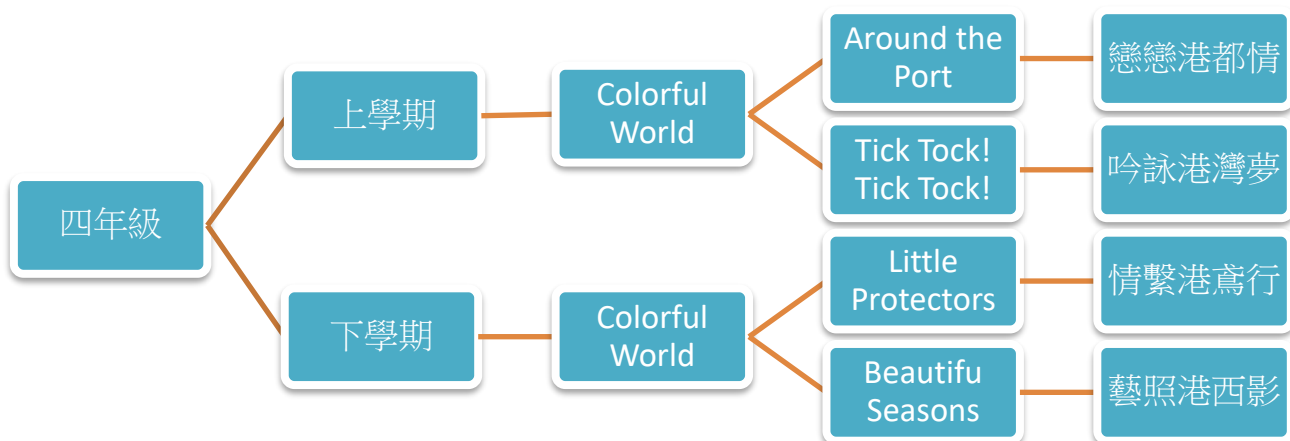 四年級
上學期
Colorful
World
Around the
Port
戀戀港都情
Tick Tock!
Tick Tock!
吟詠港灣夢
下學期
Colorful
World
Little
Protectors
情繫港鳶行
Beautifu
Seasons
藝照港西影